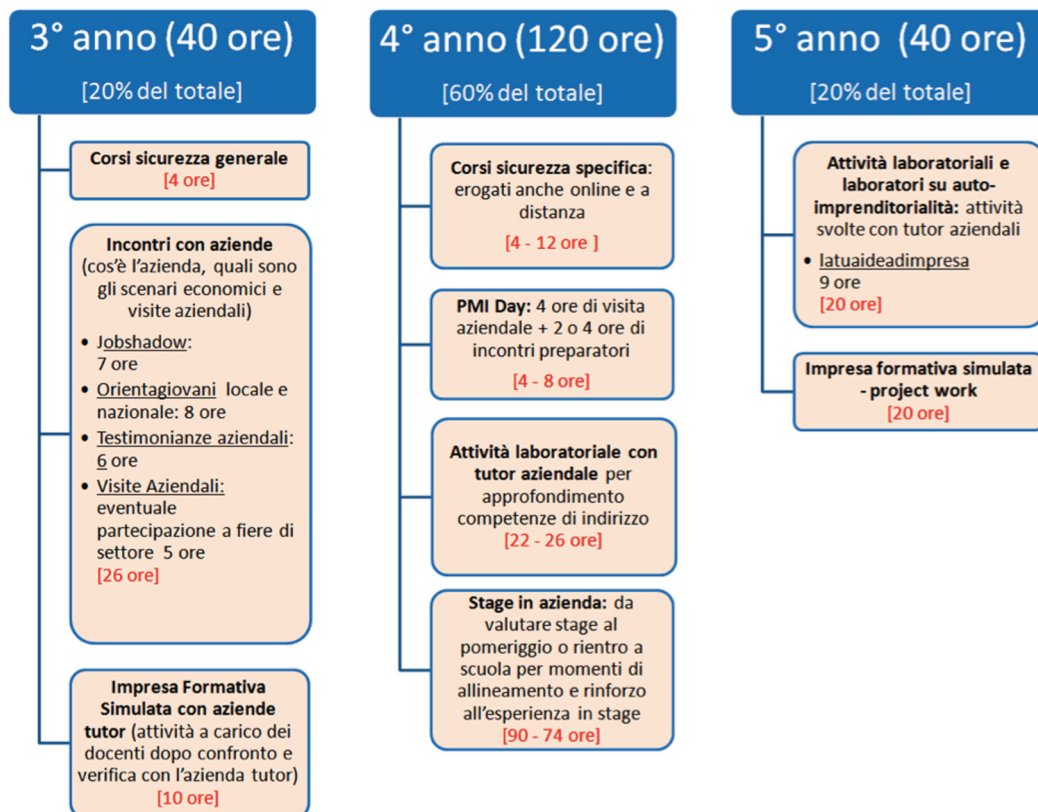 3° anno (40 ore)
[20% del totale]
Corsi sicurezza generale
[4 ore]
Incontri con aziende
(cos'è l'azienda, quali sono
gli scenari economici e
visite aziendali)
• Jobshadow:
7 ore
• Orientagiovani locale e
nazionale: 8 ore
• Testimonianze aziendali:
6 ore
• Visite Aziendali:
eventuale
partecipazione a fiere di
settore 5 ore
[26 ore]
Impresa Formativa
Simulata con aziende
tutor (attività a carico dei
docenti dopo confronto e
verifica con l'azienda tutor)
[10 ore]
4° anno (120 ore)
[60% del totale]
Corsi sicurezza specifica:
erogati anche online e a
distanza
[4 - 12 ore ]
PMI Day: 4 ore di visita
aziendale + 2 o 4 ore di
incontri preparatori
[4 - 8 ore]
Attività laboratoriale con
tutor aziendale per
approfondimento
competenze di indirizzo
[22 - 26 ore]
Stage in azienda: da
valutare stage al
pomeriggio o rientro a
scuola per momenti di
allineamento e rinforzo
all'esperienza in stage
[90 - 74 ore]
5° anno (40 ore)
[20% del totale]
Attività laboratoriali e
laboratori su auto-
imprenditorialità: attività
svolte con tutor aziendali
• latuaideadimpresa
9 ore
[20 ore]
Impresa formativa simulata
- project work
[20 ore]